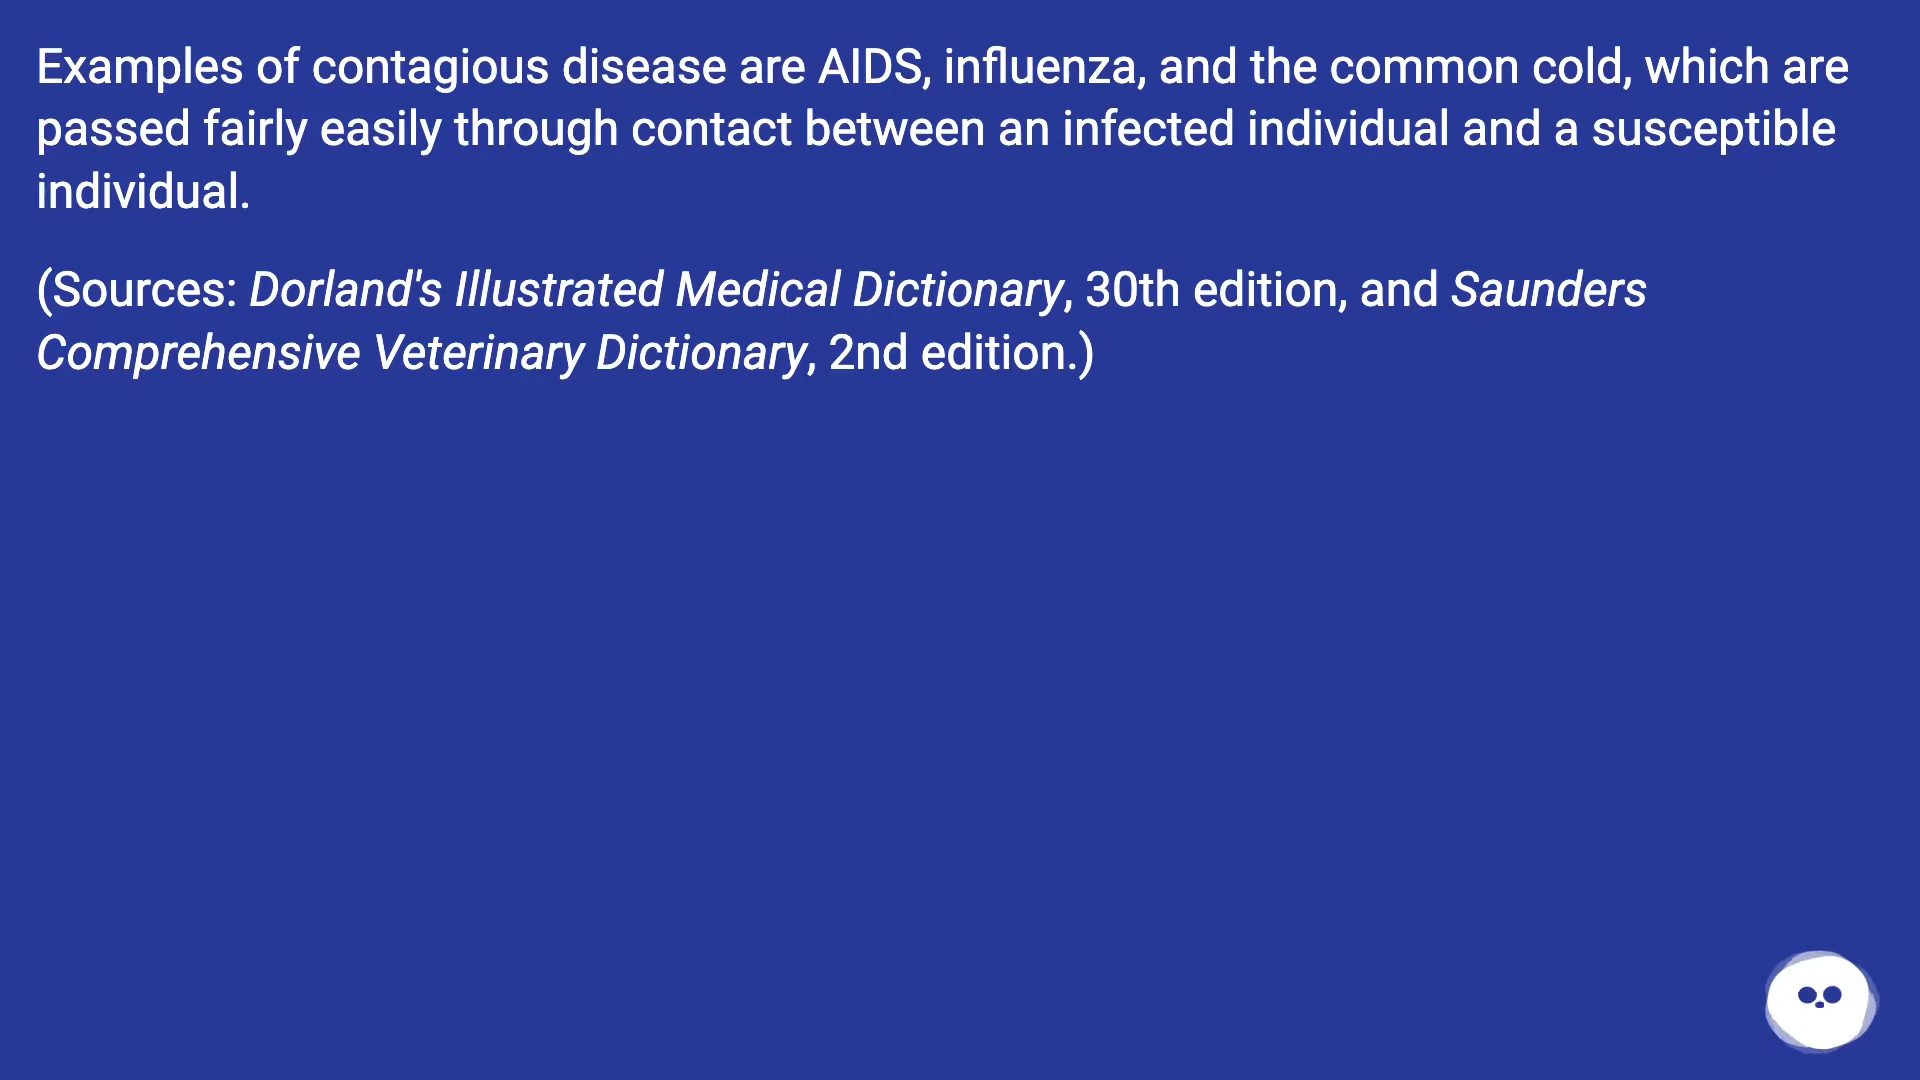 Examples of contagious disease are AIDS, influenza, and the common cold, which are
passed fairly easily through contact between an infected individual and a susceptible
individual.
(Sources: Dorland's Illustrated Medical Dictionary, 30th edition, and Saunders
Comprehensive Veterinary Dictionary, 2nd edition.)